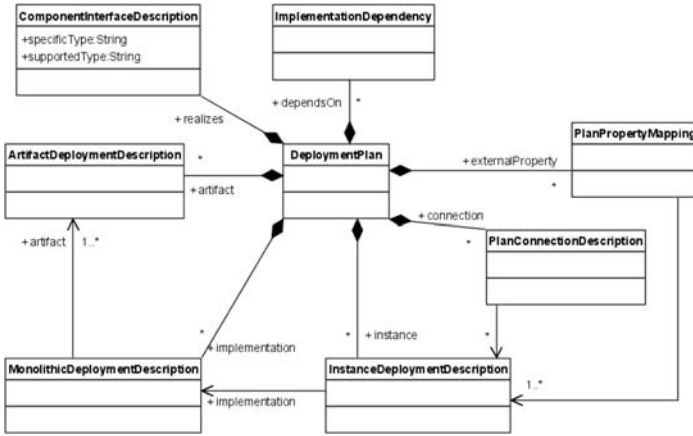 ComponentInterfaceDescription
+specificType:String
+supportedType:String
ImplementationDependency
+ dependsOn
*
+ realizes
ArtifactDeploymentDescription
*
+ artifact
DeploymentPlan
+ externalProperty
*
PlanPropertyMapping
+ connection
*
PlanConnectionDescription
+ artifact
1..*
*
+ implementation
*
+ instance
*
MonolithicDeploymentDescription
+ implementation
InstanceDeploymentDescription
1..*